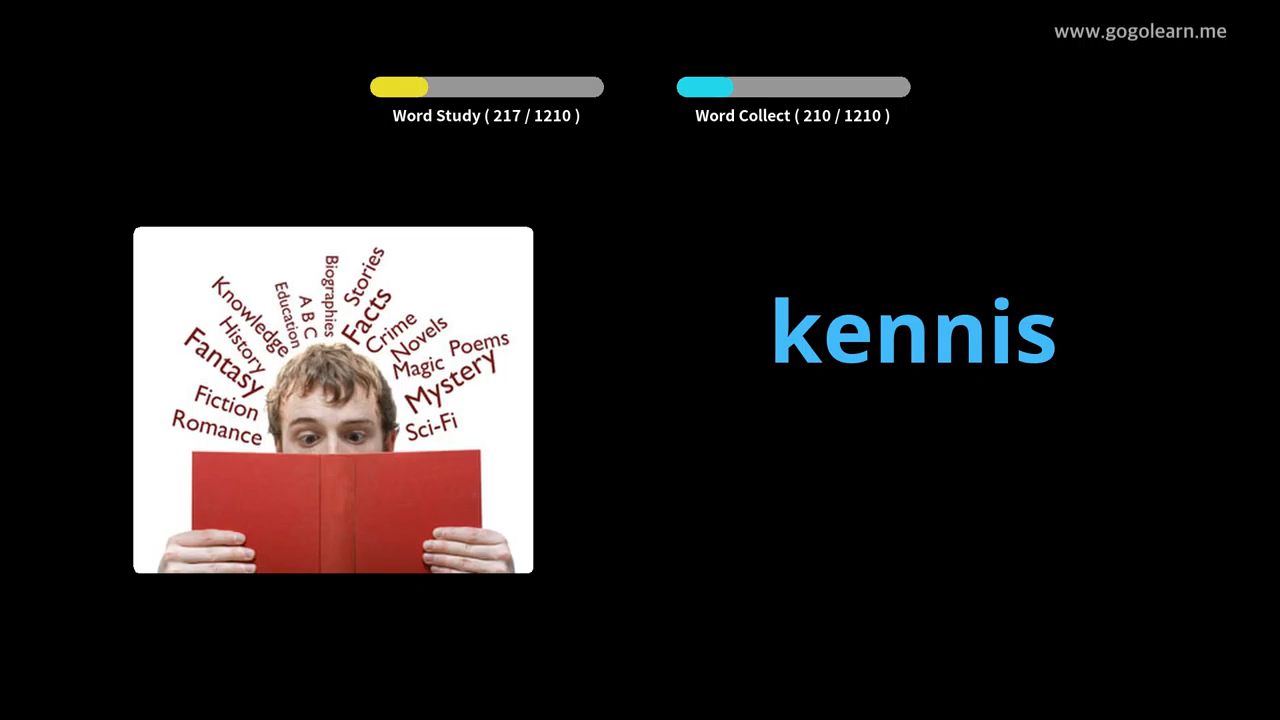 www.gogolearn.me
Word Study ( 217 / 1210 )
Word Collect ( 210 / 1210 )
kennis
Romance
Fiction
Fantasy
History
Knowledge
Education
A B C
Biographies
Stories
Facts
Crime
Novels
Magic
Poems
Mystery
Sci-Fi